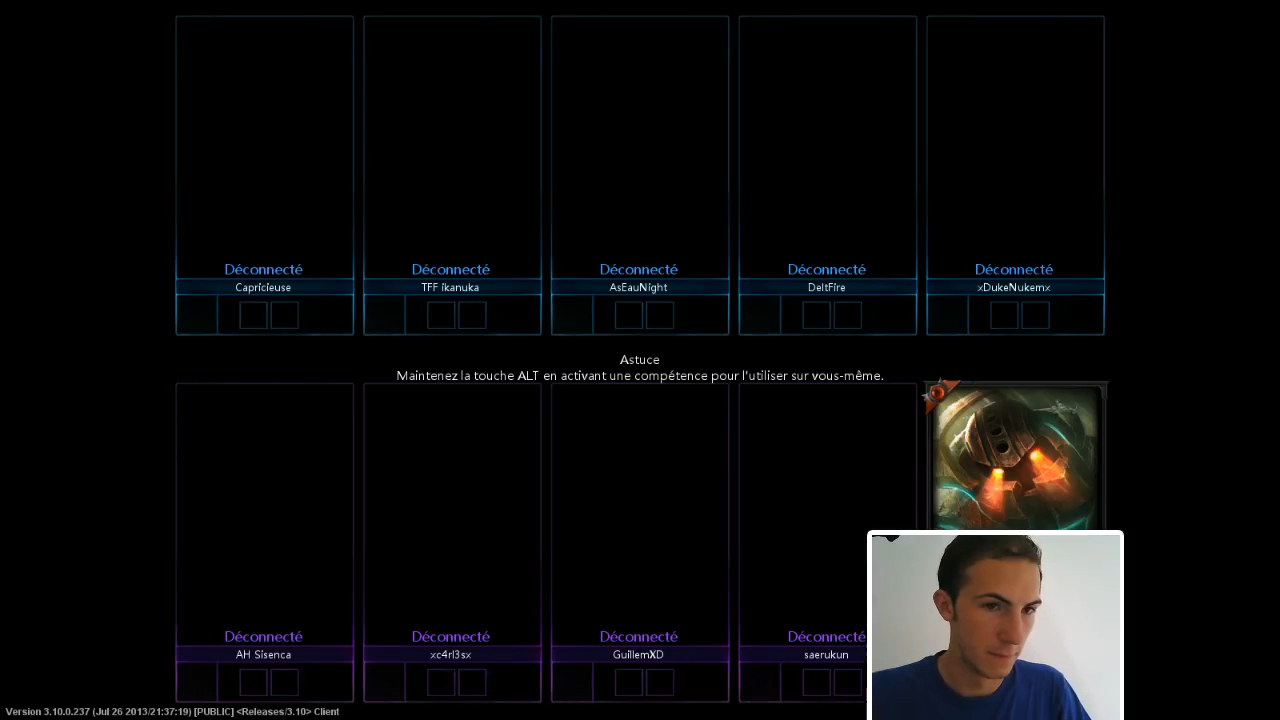 Déconnecté
Capricieuse
Déconnecté
TFF ikanuka
Déconnecté
AsEauNight
Déconnecté
DeltFire
Déconnecté
xDukeNukemx
Astuce
Maintenez la touche ALT en activant une compétence pour l'utiliser sur vous-même.
Déconnecté
AH Sisenca
Déconnecté
xc4rl3sx
Déconnecté
GuillemXD
Déconnecté
saerukun
Version 3.10.0.237 (Jul 26 2013/21:37:19) [PUBLIC] <Releases/3.10> Client